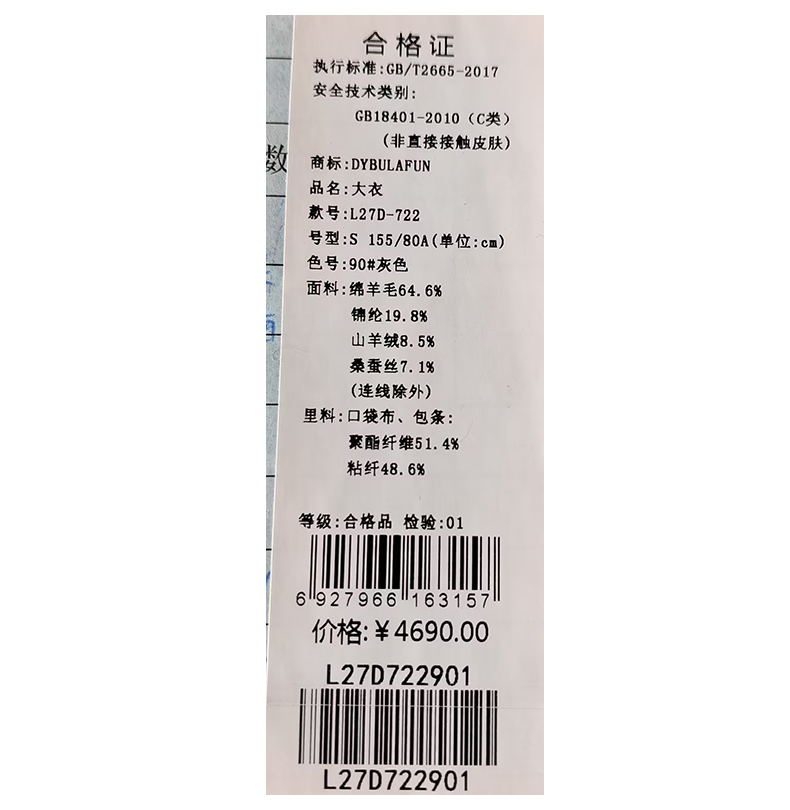 合格证
执行标准:GB/T2665-2017
安全技术类别:
GB18401-2010（C类）
(非直接接触皮肤)
商标:DYBULAFUN
品名:大衣
款号:L27D-722
号型:S 155/80A(单位:cm)
色号:90#灰色
面料:绵羊毛64.6%
锦纶19.8%
山羊绒8.5%
桑蚕丝7.1%
(连线除外)
里料:口袋布、包条:
聚酯纤维51.4%
粘纤48.6%
等级:合格品 检验:01
6 927966 163157
价格:￥4690.00
L27D722901
L27D722901
数